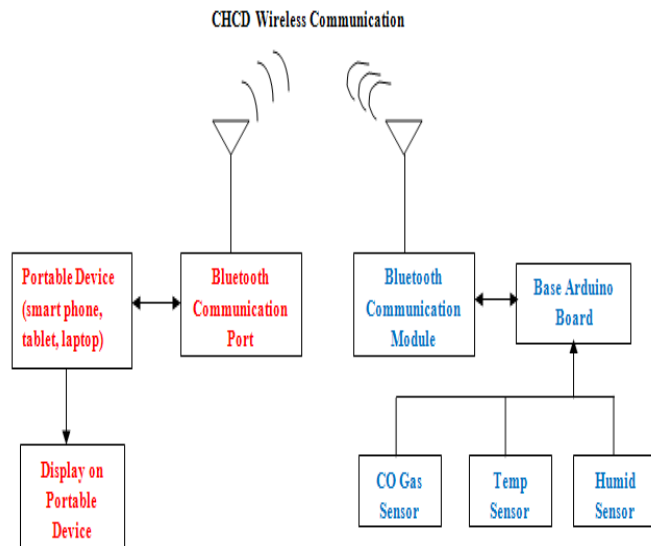 CHCD Wireless Communication
Portable Device
(smart phone,
tablet, laptop)
Bluetooth
Communication
Port
Bluetooth
Communication
Module
Base Arduino
Board
Display on
Portable
Device
CO Gas
Sensor
Temp
Sensor
Humid
Sensor